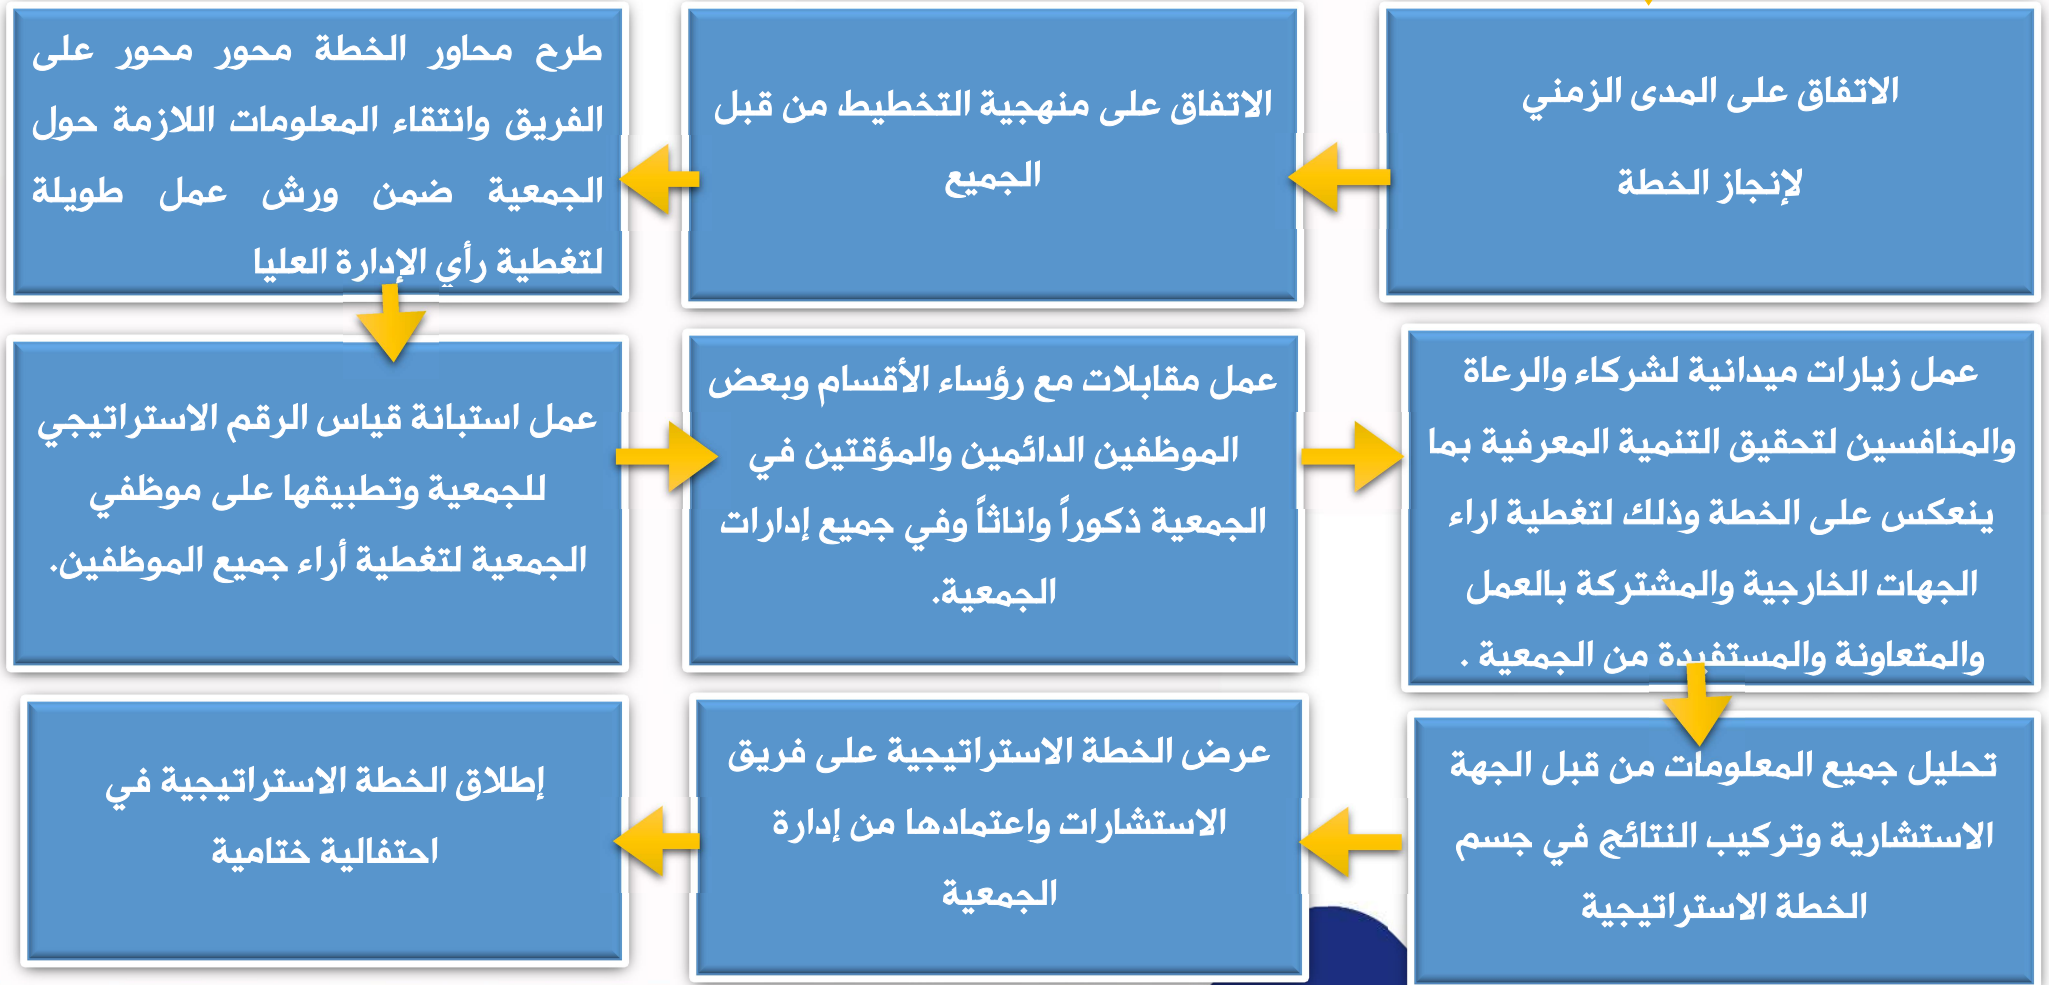 الاتفاق على المدى الزمني
لإنجاز الخطة
الاتفاق على منهجية التخطيط من قبل
الجميع
طرح محاور الخطة محور محور على
الفريق وانتقاء المعلومات اللازمة حول
الجمعية ضمن ورش عمل طويلة
لتغطية رأي الإدارة العليا
عمل استبانة قياس الرقم الاستراتيجي
للجمعية وتطبيقها على موظفي
الجمعية لتغطية أراء جميع الموظفين.
عمل مقابلات مع رؤساء الأقسام وبعض
الموظفين الدائمين والمؤقتين في
الجمعية ذكوراً واناثاً وفي جميع إدارات
الجمعية.
عمل زيارات ميدانية لشركاء والرعاة
والمنافسين لتحقيق التنمية المعرفية بما
ينعكس على الخطة وذلك لتغطية اراء
الجهات الخارجية والمشتركة بالعمل
والمتعاونة والمستفيدة من الجمعية .
تحليل جميع المعلومات من قبل الجهة
الاستشارية وتركيب النتائج في جسم
الخطة الاستراتيجية
عرض الخطة الاستراتيجية على فريق
الاستشارات واعتمادها من إدارة
الجمعية
إطلاق الخطة الاستراتيجية في
احتفالية ختامية